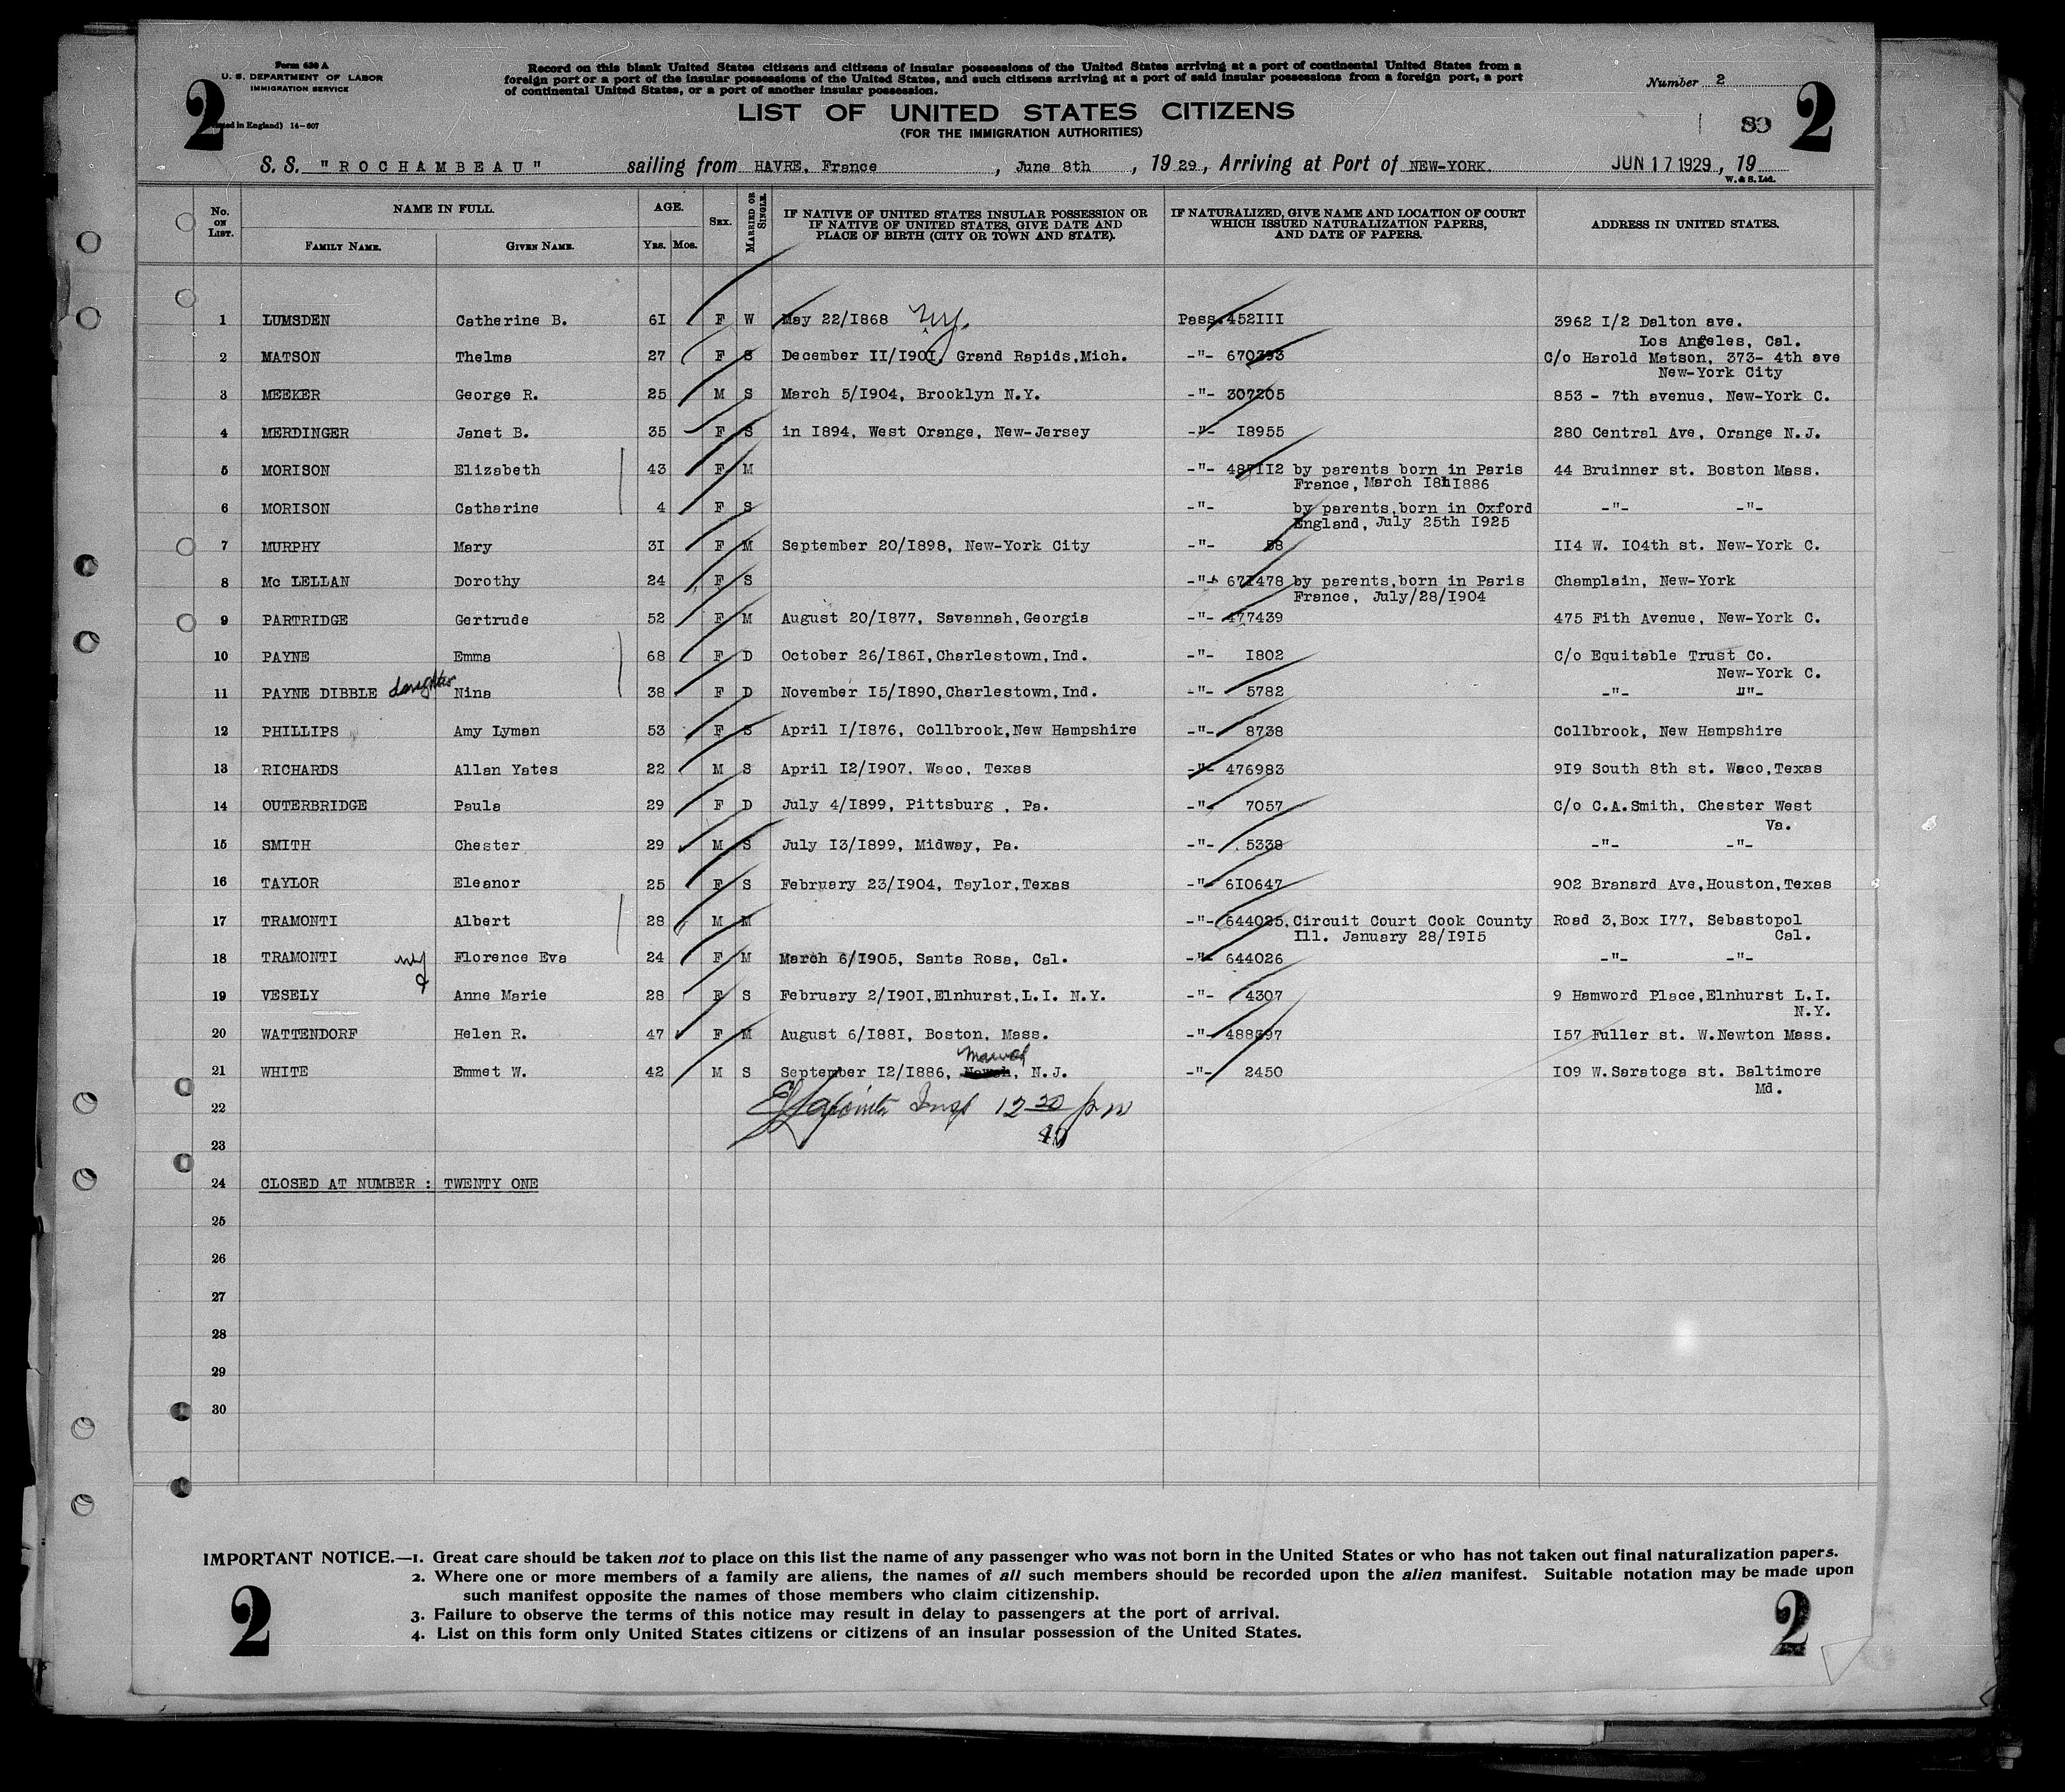 Form 630 A
U. S. DEPARTMENT OF LABOR
IMMIGRATION SERVICE
2
(Printed in England) 14-607
Record on this blank United States citizens and citizens of insular possessions of the United States arriving at a port of continental United States from a
foreign port or a port of the insular possessions of the United States, and such citizens arriving at a port of said insular possessions from a foreign port, a port
of continental United States, or a port of another insular possession.
Number 2
2
LIST OF UNITED STATES CITIZENS
(FOR THE IMMIGRATION AUTHORITIES)
S. S. "ROCHAMBEAU" sailing from HAVRE, France, June 8th, 1929, Arriving at Port of NEW-YORK. JUN 17 1929, 19
W. & S. Ltd.
No. ON LIST. NAME IN FULL. FAMILY NAME. GIVEN NAME. AGE. YRS. MOS. SEX. MARRIED OR SINGLE. IF NATIVE OF UNITED STATES INSULAR POSSESSION OR IF NATIVE OF UNITED STATES, GIVE DATE AND PLACE OF BIRTH (CITY OR TOWN AND STATE). IF NATURALIZED, GIVE NAME AND LOCATION OF COURT WHICH ISSUED NATURALIZATION PAPERS, AND DATE OF PAPERS. ADDRESS IN UNITED STATES.
1 LUMSDEN Catherine B. 6I F W May 22/I868 N.Y. Pass.452III 3962 I/2 Dalton ave.
Los Angeles, Cal.
2 MATSON Thelma 27 F S December II/I90I, Grand Rapids,Mich. -"- 670393 C/o Harold Matson, 373- 4th ave
New-York City
3 MEEKER George R. 25 M S March 5/I904, Brooklyn N.Y. -"- 307205 853 - 7th avenue, New-York C.
4 MERDINGER Janet B. 35 F S in I894, West Orange, New-Jersey -"- I8955 280 Central Ave, Orange N.J.
5 MORISON Elizabeth 43 F M -"- 487II2 by parents born in Paris 44 Bruinner st. Boston Mass.
France, March I8h I886
6 MORISON Catharine 4 F S -"- by parents,born in Oxford -"- -"-
England, July 25th I925
7 MURPHY Mary 3I F M September 20/I898, New-York City -"- 58 II4 W. I04th st. New-York C.
8 Mc LELLAN Dorothy 24 F S -"- 67I478 by parents,born in Paris Champlain, New-York
France, July/28/I904
9 PARTRIDGE Gertrude 52 F M August 20/I877, Savannah,Georgia -"- 477439 475 Fith Avenue, New-York C.
10 PAYNE Emma 68 F D October 26/I86I,Charlestown,Ind. -"- I802 C/o Equitable Trust Co.
New-York C.
11 PAYNE DIBBLE daughter Nina 38 F D November I5/I890,Charlestown,Ind. -"- 5782 -"- -"-
12 PHILLIPS Amy Lyman 53 F S April I/I876, Collbrook,New Hampshire -"- 8738 Collbrook, New Hampshire
13 RICHARDS Allan Yates 22 M S April I2/I907, Waco, Texas -"- 476983 9I9 South 8th st. Waco,Texas
14 OUTERBRIDGE Paula 29 F D July 4/I899, Pittsburg , Pa. -"- 7057 C/o C.A.Smith, Chester West
Va.
15 SMITH Chester 29 M S July I3/I899, Midway, Pa. -"- 5338 -"- -"-
16 TAYLOR Eleanor 25 F S February 23/I904, Taylor,Texas -"- 6I0647 902 Branard Ave,Houston,Texas
17 TRAMONTI Albert 28 M M -"- 644025,Circuit Court Cook County Road 3,Box I77, Sebastopol
Ill. January 28/I9I5 Cal.
18 TRAMONTI Florence Eva 24 F M March 6/I905, Santa Rosa, Cal. -"- 644026 -"- -"-
19 VESELY Anne Marie 28 F S February 2/I90I,Elnhurst,L.I. N.Y. -"- 4307 9 Hamword Place,Elnhurst L.I.
N.Y.
20 WATTENDORF Helen R. 47 F M August 6/I88I, Boston, Mass. -"- 488597 I57 Fuller st. W.Newton Mass.
21 WHITE Emmet W. 42 M S September I2/I886, N.J. -"- 2450 I09 W.Saratoga st. Baltimore
Md.
22 Insp 12 20 pm
23 40
24 CLOSED AT NUMBER : TWENTY ONE
25
26
27
28
29
30
IMPORTANT NOTICE.—1. Great care should be taken not to place on this list the name of any passenger who was not born in the United States or who has not taken out final naturalization papers.
2. Where one or more members of a family are aliens, the names of all such members should be recorded upon the alien manifest. Suitable notation may be made upon
such manifest opposite the names of those members who claim citizenship.
3. Failure to observe the terms of this notice may result in delay to passengers at the port of arrival.
4. List on this form only United States citizens or citizens of an insular possession of the United States.
2
2